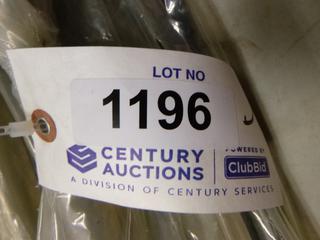 LOT NO
1196
CENTURY
AUCTIONS
POWERED BY
ClubBid
A DIVISION OF CENTURY SERVICES